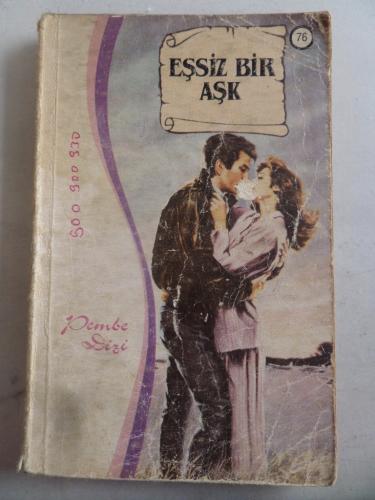 76
EŞSİZ BİR
AŞK
Pembe
Dizi